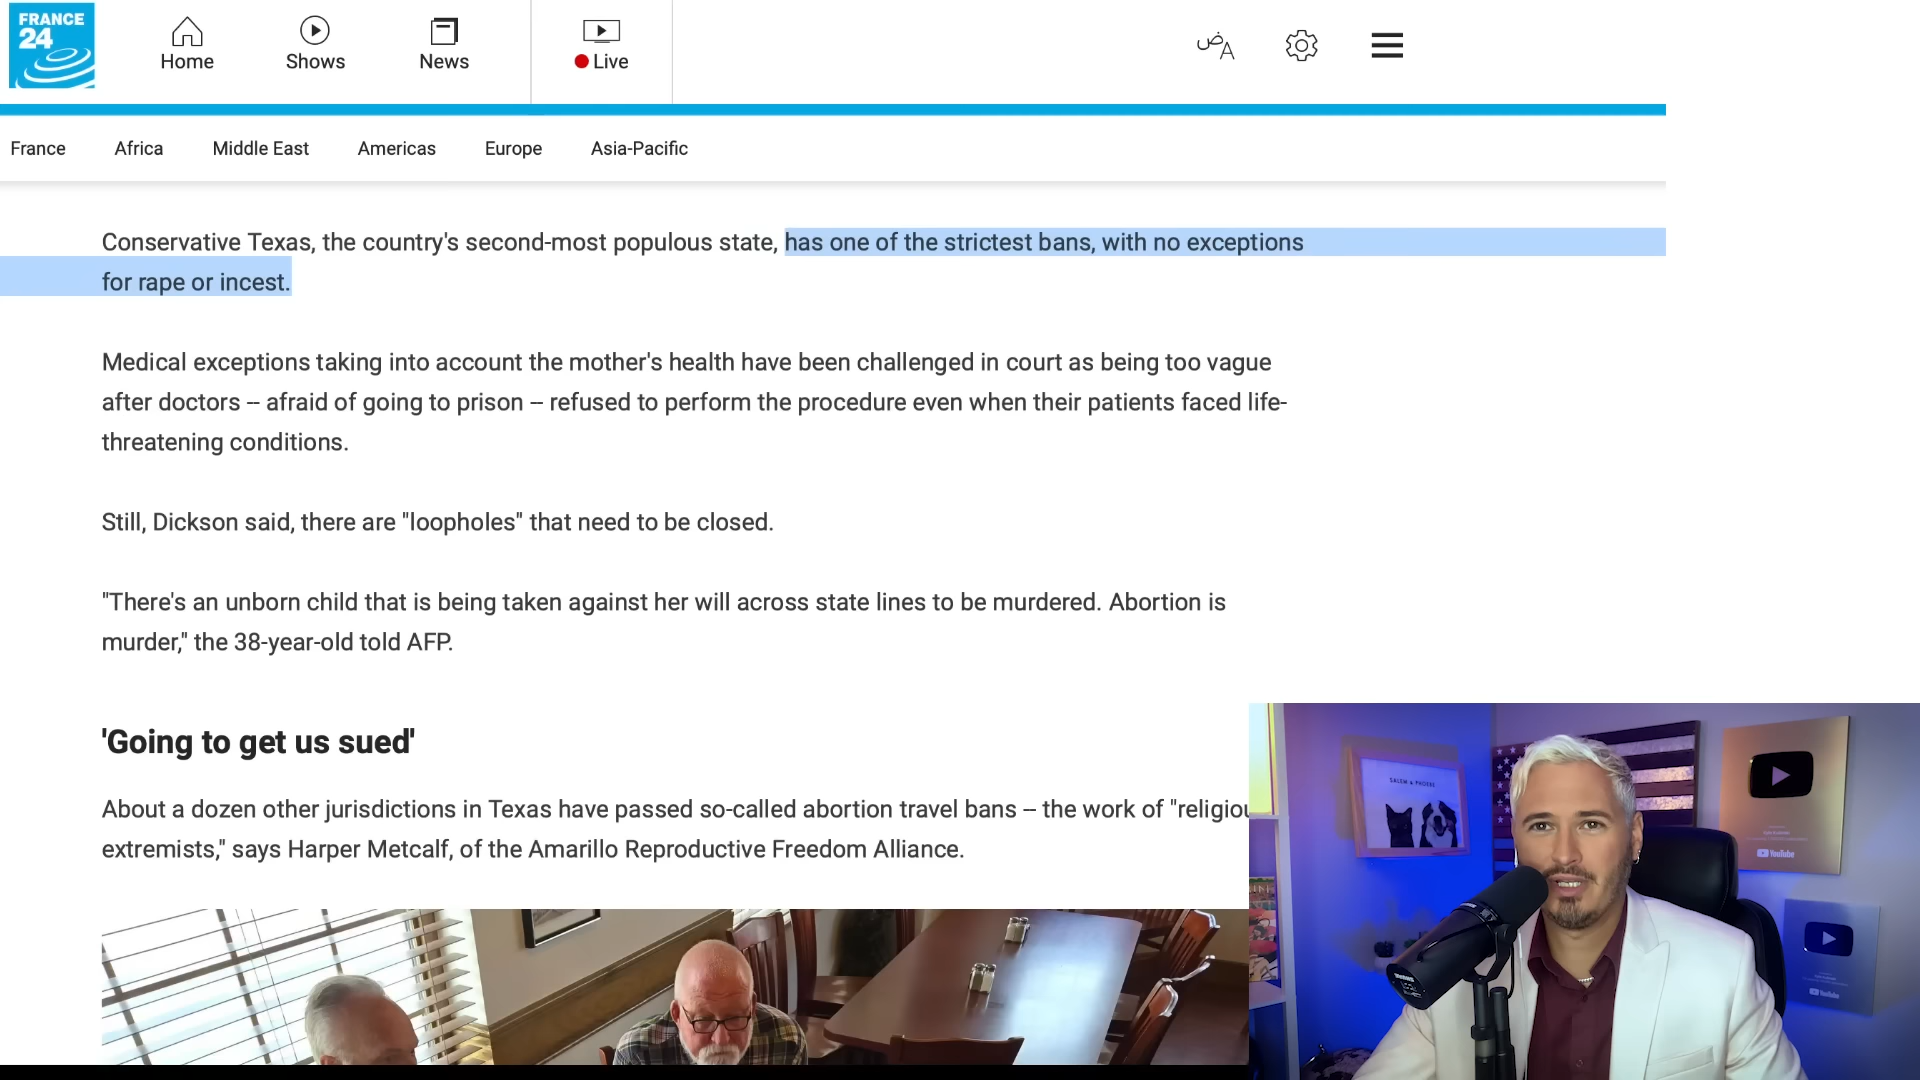 FRANCE
24
Home
Shows
News
Live
ض A
France
Africa
Middle East
Americas
Europe
Asia-Pacific
Conservative Texas, the country's second-most populous state, has one of the strictest bans, with no exceptions
for rape or incest.
Medical exceptions taking into account the mother's health have been challenged in court as being too vague
after doctors -- afraid of going to prison -- refused to perform the procedure even when their patients faced life-
threatening conditions.
Still, Dickson said, there are "loopholes" that need to be closed.
"There's an unborn child that is being taken against her will across state lines to be murdered. Abortion is
murder," the 38-year-old told AFP.
'Going to get us sued'
About a dozen other jurisdictions in Texas have passed so-called abortion travel bans -- the work of "religiou
extremists," says Harper Metcalf, of the Amarillo Reproductive Freedom Alliance.
SALEM & PHOEBE
YouTube
YouTube